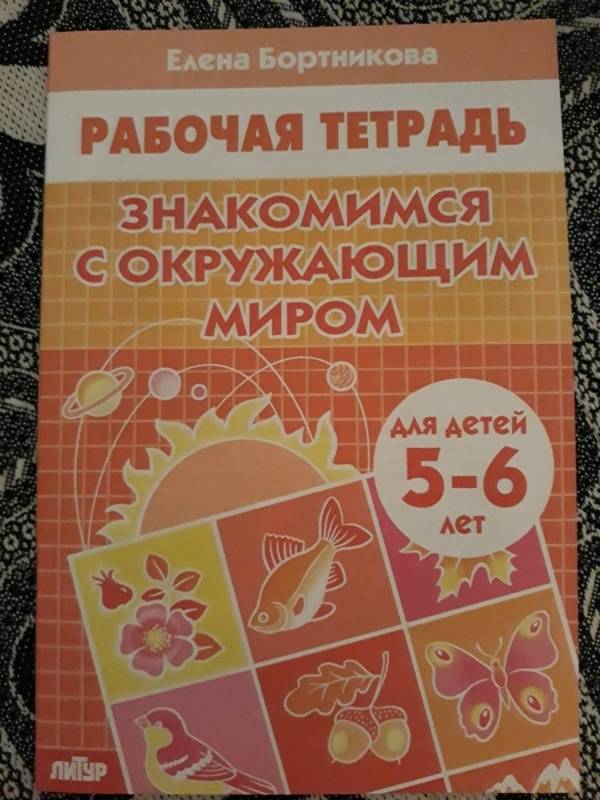 Елена Бортникова
РАБОЧАЯ ТЕТРАДЬ
ЗНАКОМИМСЯ
С ОКРУЖАЮЩИМ
МИРОМ
для детей
5-6
лет
ЛИТУР